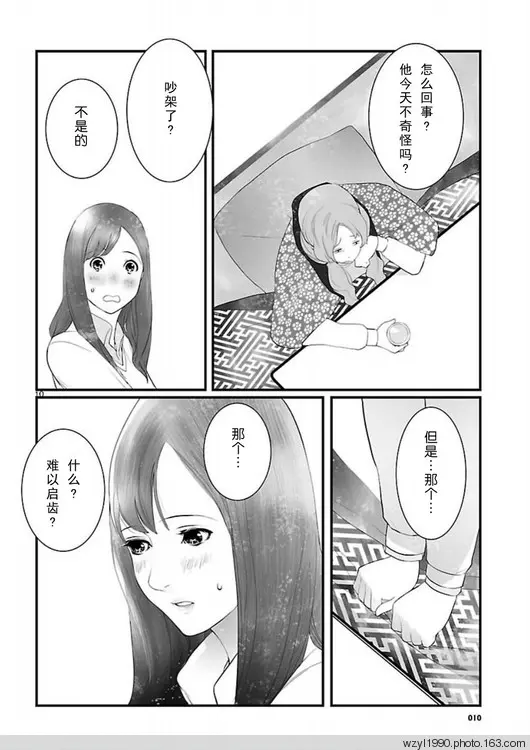 怎么回事?
他今天不奇怪吗?
吵架了?
不是的
但是…那个…
那个…
什么?
难以启齿?
10
010
wzyl1990.photo.163.com